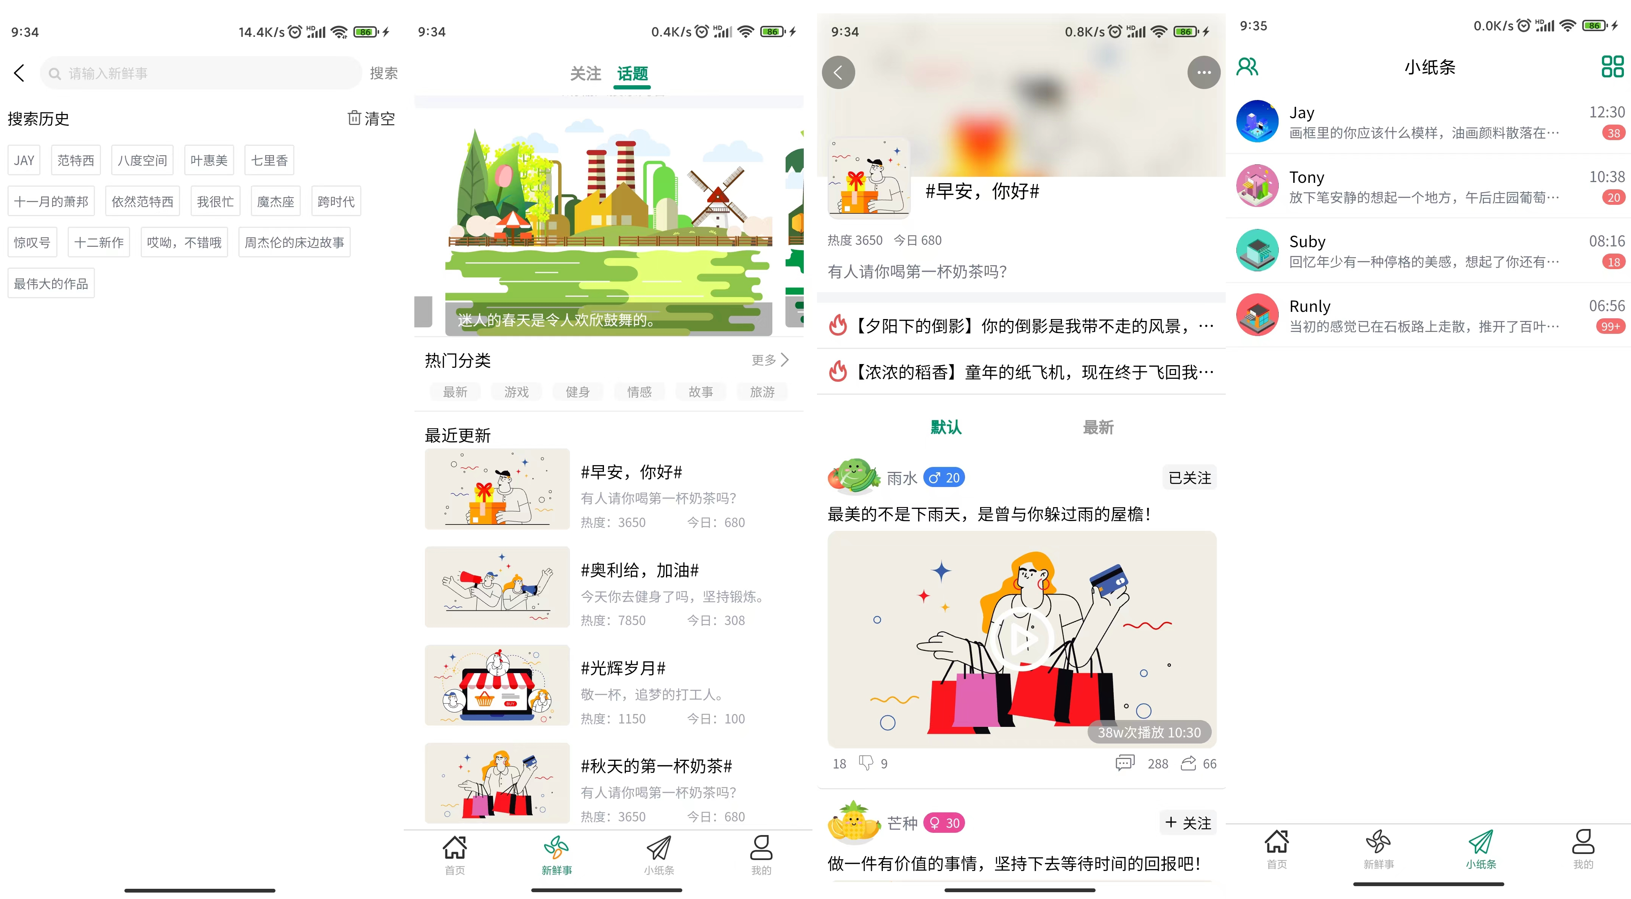 9:34
14.4K/s
HD
86
请输入新鲜事
搜索
搜索历史
清空
JAY
范特西
八度空间
叶惠美
七里香
十一月的萧邦
依然范特西
我很忙
魔杰座
跨时代
惊叹号
十二新作
哎呦，不错哦
周杰伦的床边故事
最伟大的作品
9:34
0.4K/s
HD
86
关注
话题
迷人的春天是令人欢欣鼓舞的。
热门分类
更多
最新
游戏
健身
情感
故事
旅游
最近更新
#早安，你好#
有人请你喝第一杯奶茶吗？
热度：3650
今日：680
#奥利给，加油#
今天你去健身了吗，坚持锻炼。
热度：7850
今日：308
#光辉岁月#
敬一杯，追梦的打工人。
热度：1150
今日：100
#秋天的第一杯奶茶#
有人请你喝第一杯奶茶吗？
热度：3650
今日：680
首页
新鲜事
小纸条
我的
9:34
0.8K/s
HD
86
#早安，你好#
热度 3650
今日 680
有人请你喝第一杯奶茶吗？
【夕阳下的倒影】你的倒影是我带不走的风景，…
【浓浓的稻香】童年的纸飞机，现在终于飞回我…
默认
最新
雨水
20
已关注
最美的不是下雨天，是曾与你躲过雨的屋檐！
38w次播放 10:30
18
9
288
66
芒种
30
+ 关注
做一件有价值的事情，坚持下去等待时间的回报吧！
9:35
0.0K/s
HD
86
小纸条
Jay
12:30
画框里的你应该什么模样，油画颜料散落在…
38
Tony
10:38
放下笔安静的想起一个地方，午后庄园葡萄…
20
Suby
08:16
回忆年少有一种停格的美感，想起了你还有…
18
Runly
06:56
当初的感觉已在石板路上走散，推开了百叶…
99+
首页
新鲜事
小纸条
我的